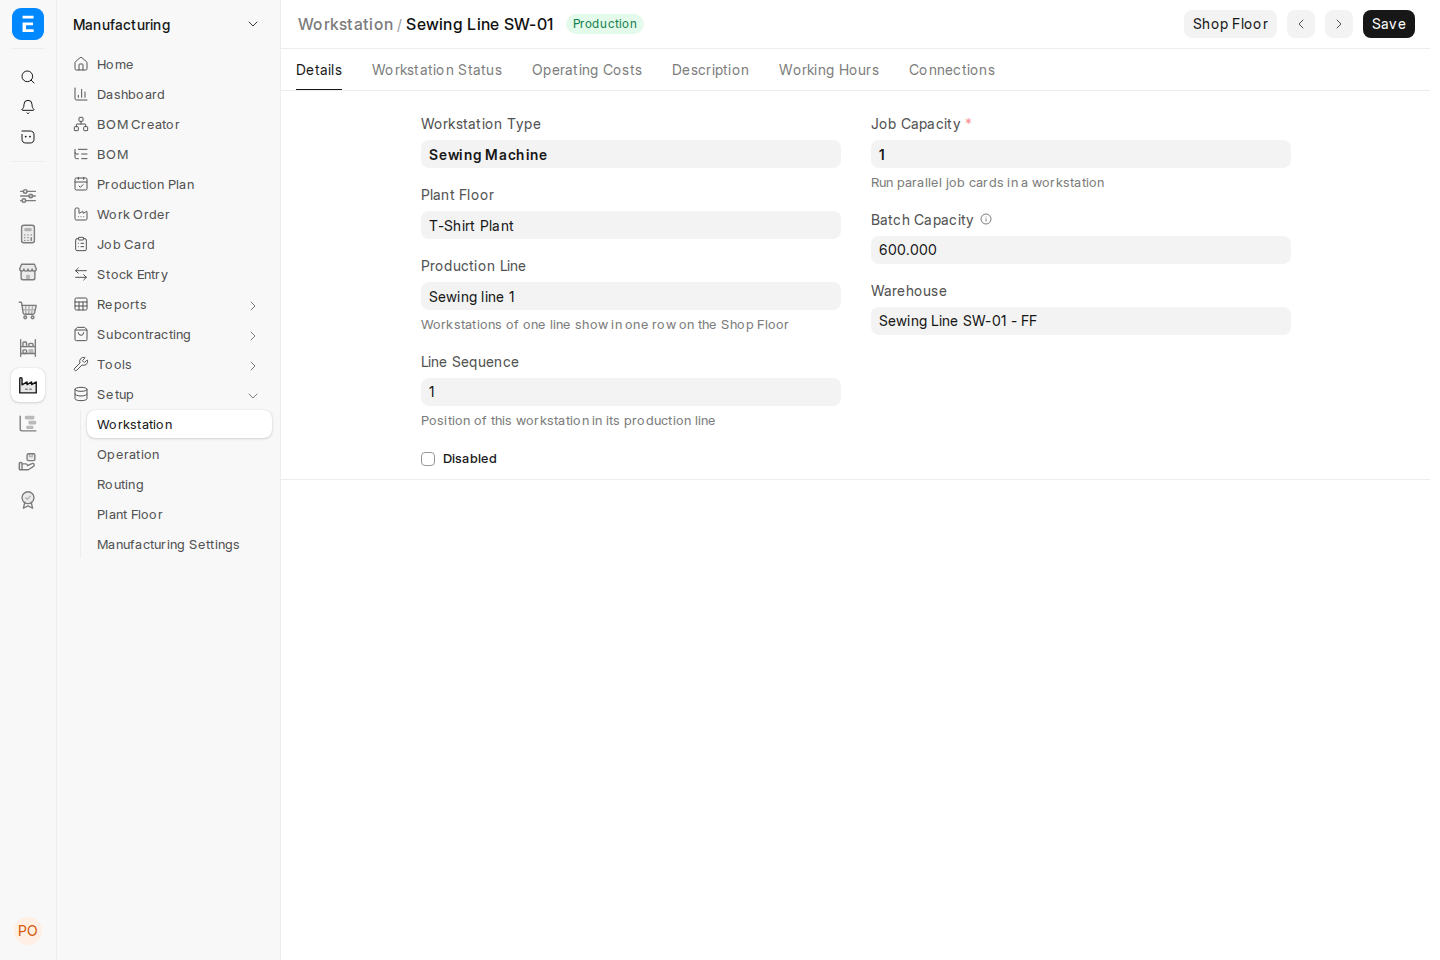 Manufacturing
Home
Dashboard
BOM Creator
BOM
Production Plan
Work Order
Job Card
Stock Entry
Reports
Subcontracting
Tools
Setup
Workstation
Operation
Routing
Plant Floor
Manufacturing Settings
PO
Workstation / Sewing Line SW-01 Production
Shop Floor
Save
Details Workstation Status Operating Costs Description Working Hours Connections
Workstation Type
Sewing Machine
Plant Floor
T-Shirt Plant
Production Line
Sewing line 1
Workstations of one line show in one row on the Shop Floor
Line Sequence
1
Position of this workstation in its production line
Disabled
Job Capacity *
1
Run parallel job cards in a workstation
Batch Capacity
600.000
Warehouse
Sewing Line SW-01 - FF